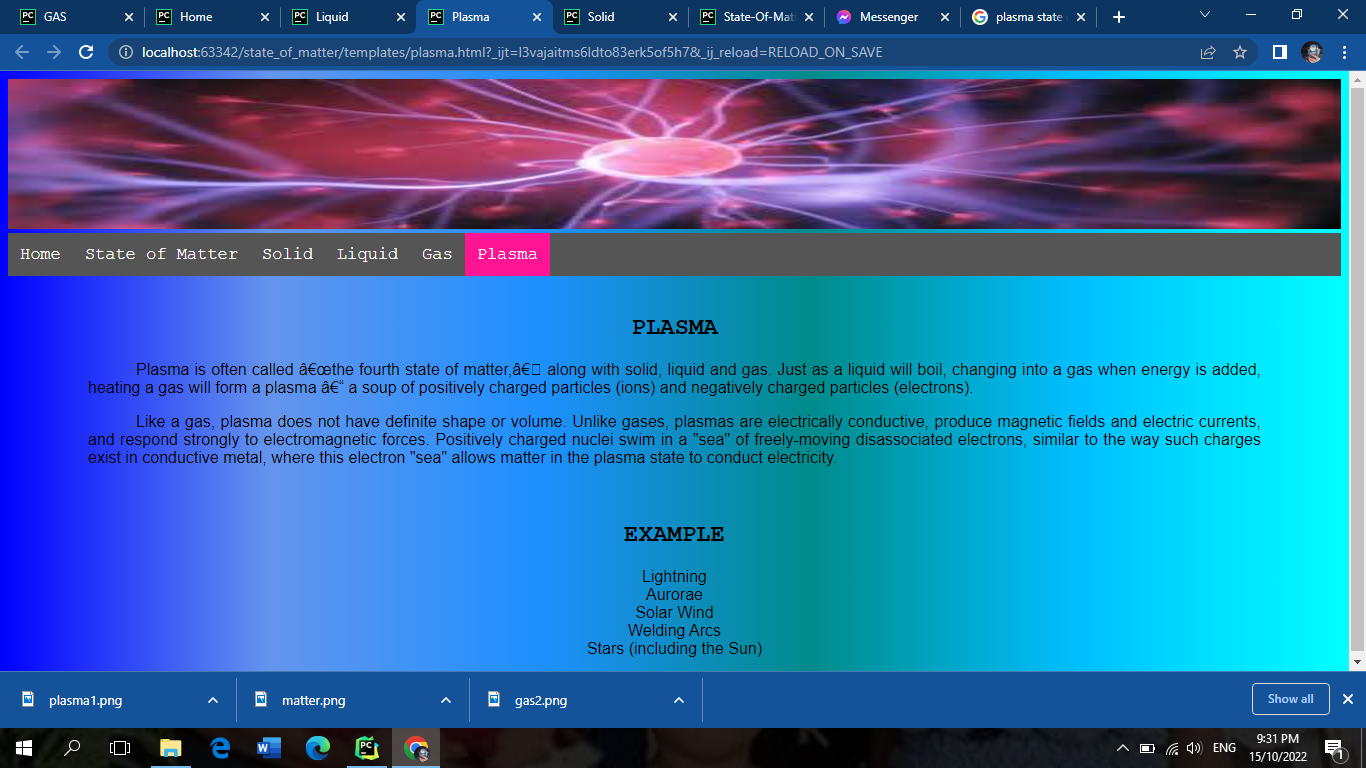 GAS
Home
Liquid
Plasma
Solid
State-Of-Mat
Messenger
plasma state
localhost:63342/state_of_matter/templates/plasma.html?_ijt=l3vajaitms6ldto83erk5of5h7&_ij_reload=RELOAD_ON_SAVE
Home State of Matter Solid Liquid Gas Plasma
PLASMA
Plasma is often called â€œthe fourth state of matter,â€ along with solid, liquid and gas. Just as a liquid will boil, changing into a gas when energy is added,
heating a gas will form a plasma â€“ a soup of positively charged particles (ions) and negatively charged particles (electrons).
Like a gas, plasma does not have definite shape or volume. Unlike gases, plasmas are electrically conductive, produce magnetic fields and electric currents,
and respond strongly to electromagnetic forces. Positively charged nuclei swim in a "sea" of freely-moving disassociated electrons, similar to the way such charges
exist in conductive metal, where this electron "sea" allows matter in the plasma state to conduct electricity.
EXAMPLE
Lightning
Aurorae
Solar Wind
Welding Arcs
Stars (including the Sun)
plasma1.png
matter.png
gas2.png
Show all
ENG
9:31 PM
15/10/2022
1